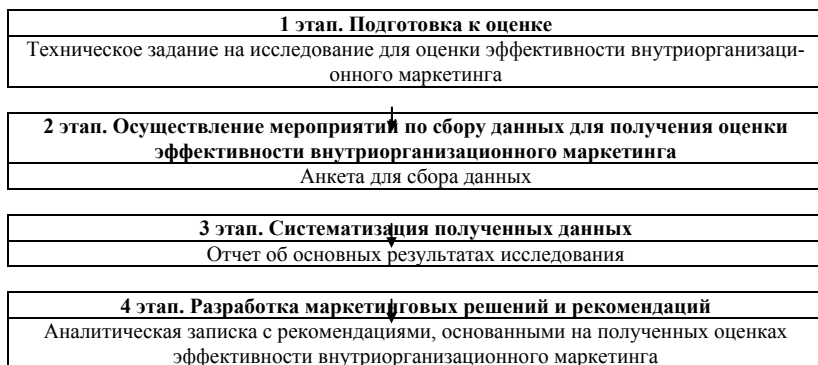 1 этап. Подготовка к оценке
Техническое задание на исследование для оценки эффективности внутриорганизаци-
онного маркетинга
2 этап. Осуществление мероприятий по сбору данных для получения оценки
эффективности внутриорганизационного маркетинга
Анкета для сбора данных
3 этап. Систематизация полученных данных
Отчет об основных результатах исследования
4 этап. Разработка маркетинговых решений и рекомендаций
Аналитическая записка с рекомендациями, основанными на полученных оценках
эффективности внутриорганизационного маркетинга